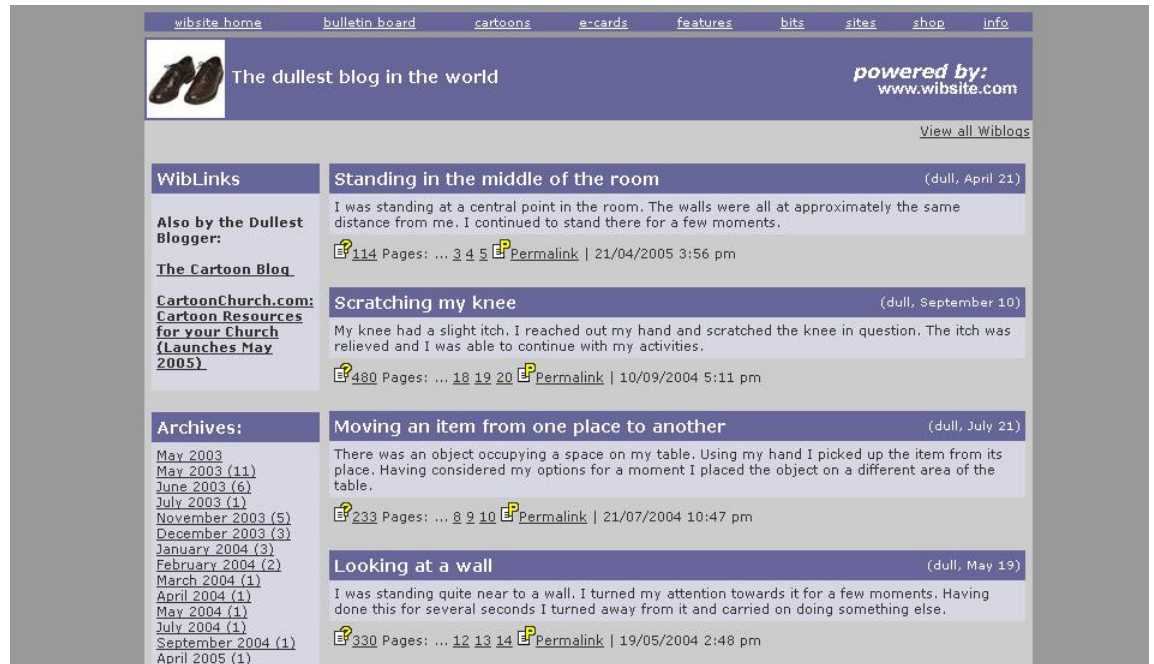 wibsite home bulletin board cartoons e-cards features bits sites shop info
The dullest blog in the world
powered by:
www.wibsite.com
View all Wiblogs
WibLinks
Also by the Dullest
Blogger:
The Cartoon Blog
CartoonChurch.com:
Cartoon Resources
for your Church
(Launches May
2005)
Archives:
May 2003
May 2003 (11)
June 2003 (6)
July 2003 (1)
November 2003 (5)
December 2003 (3)
January 2004 (3)
February 2004 (2)
March 2004 (1)
April 2004 (1)
May 2004 (1)
July 2004 (1)
September 2004 (1)
April 2005 (1)
Standing in the middle of the room (dull, April 21)
I was standing at a central point in the room. The walls were all at approximately the same
distance from me. I continued to stand there for a few moments.
114 Pages: ... 3 4 5 Permalink | 21/04/2005 3:56 pm
Scratching my knee (dull, September 10)
My knee had a slight itch. I reached out my hand and scratched the knee in question. The itch was
relieved and I was able to continue with my activities.
480 Pages: ... 18 19 20 Permalink | 10/09/2004 5:11 pm
Moving an item from one place to another (dull, July 21)
There was an object occupying a space on my table. Using my hand I picked up the item from its
place. Having considered my options for a moment I placed the object on a different area of the
table.
233 Pages: ... 8 9 10 Permalink | 21/07/2004 10:47 pm
Looking at a wall (dull, May 19)
I was standing quite near to a wall. I turned my attention towards it for a few moments. Having
done this for several seconds I turned away from it and carried on doing something else.
330 Pages: ... 12 13 14 Permalink | 19/05/2004 2:48 pm